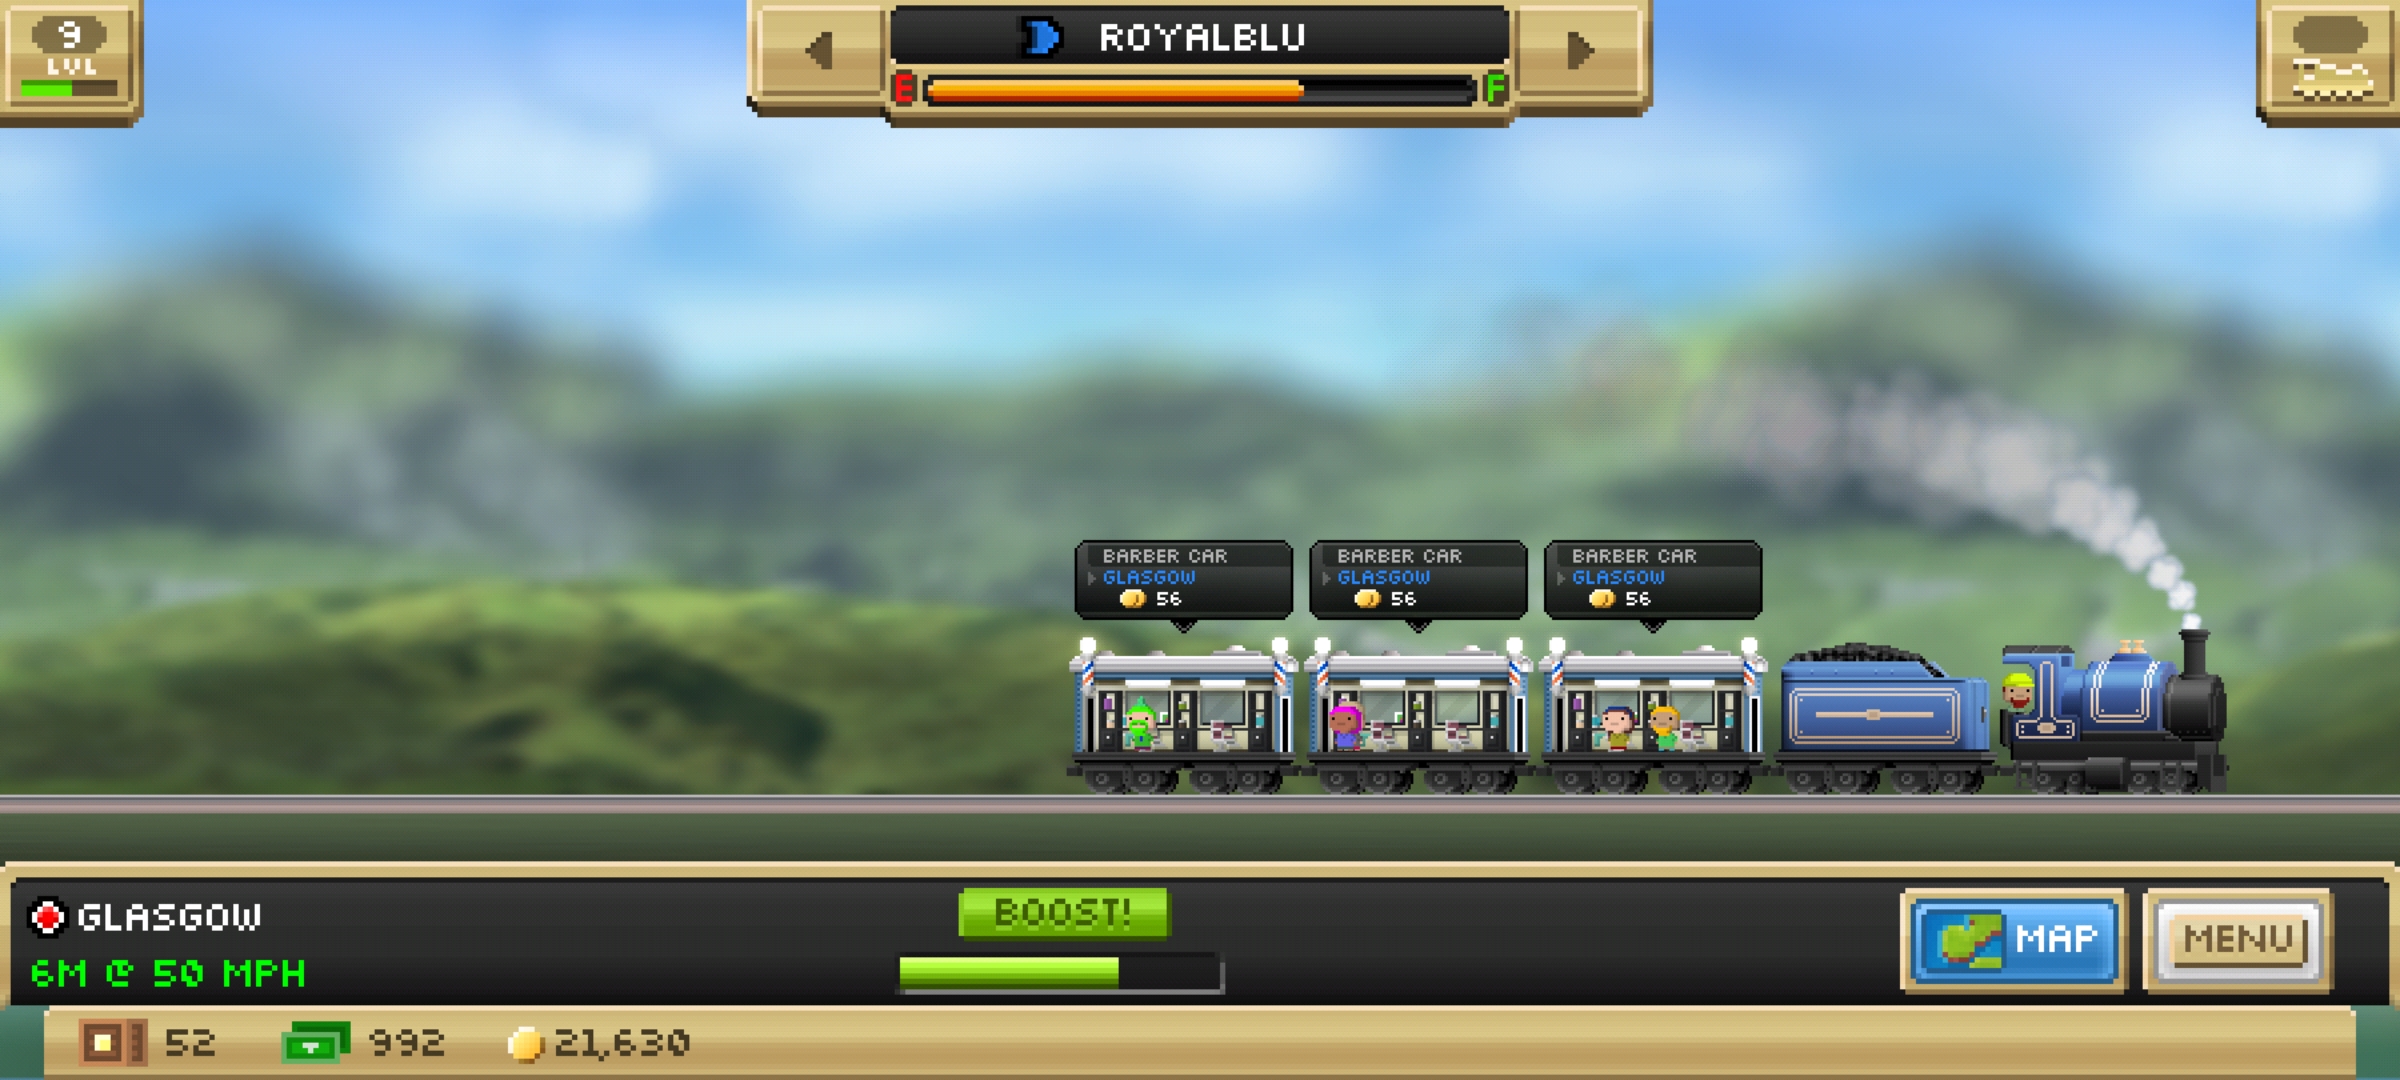 9
LVL
ROYALBLU
E F
BARBER CAR
GLASGOW
56
BARBER CAR
GLASGOW
56
BARBER CAR
GLASGOW
56
GLASGOW
6M @ 50 MPH
BOOST!
MAP
MENU
52 992 21,630